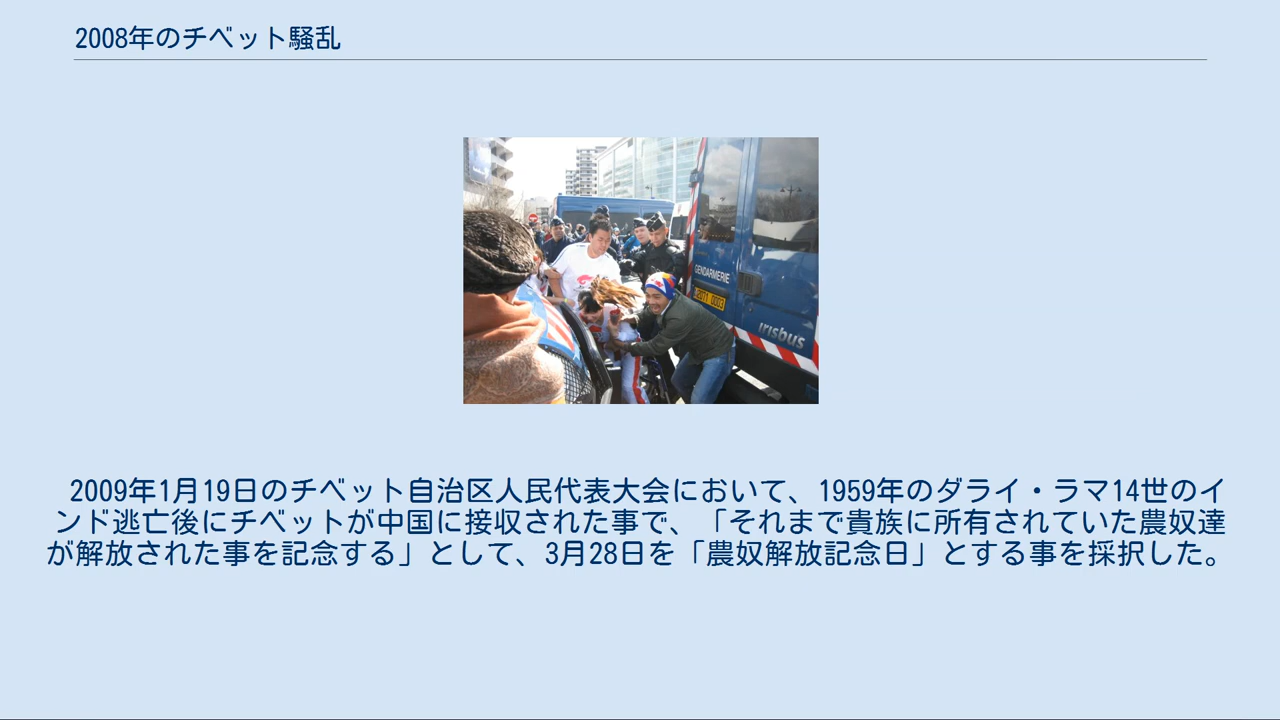 2008年のチベット騒乱
GENDARMERIE
irisbus
2009年1月19日のチベット自治区人民代表大会において、1959年のダライ・ラマ14世のイ
ンド逃亡後にチベットが中国に接収された事で、「それまで貴族に所有されていた農奴達
が解放された事を記念する」として、3月28日を「農奴解放記念日」とする事を採択した。